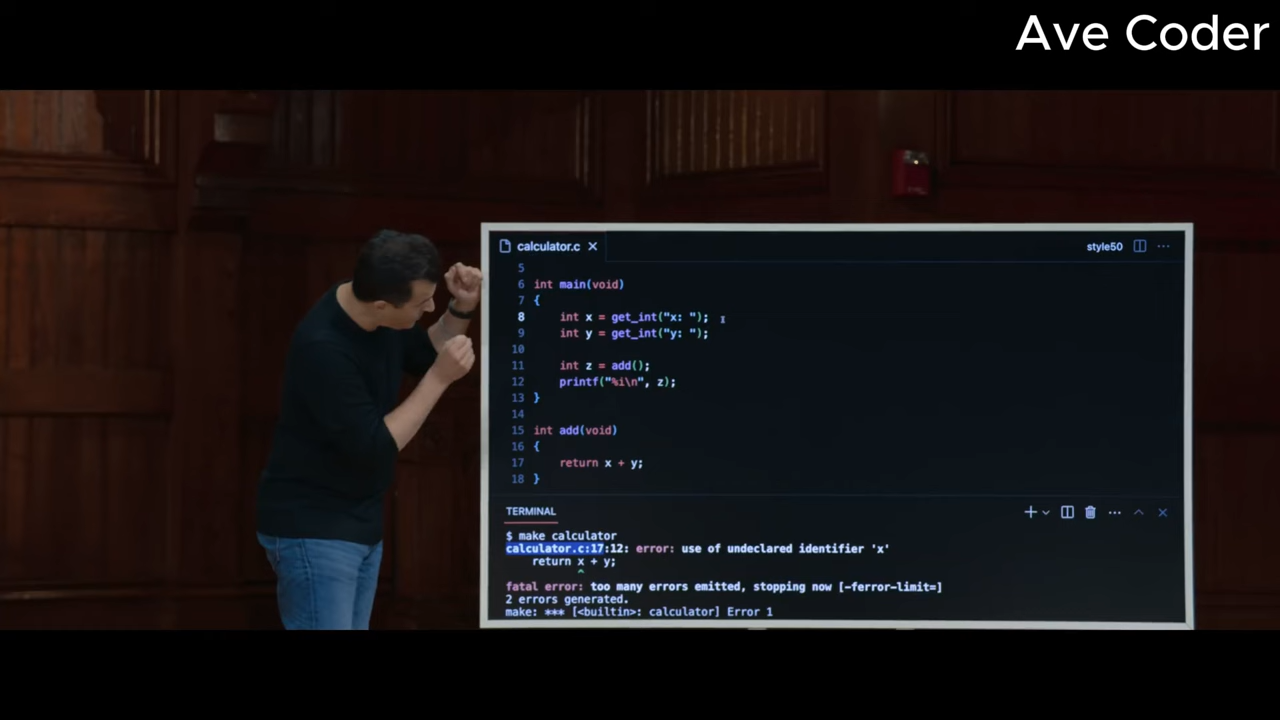 Ave Coder
calculator.c
style50
5
6 int main(void)
7 {
8     int x = get_int("x: ");
9     int y = get_int("y: ");
10
11     int z = add();
12     printf("%i\n", z);
13 }
14
15 int add(void)
16 {
17     return x + y;
18 }
TERMINAL
$ make calculator
calculator.c:17:12: error: use of undeclared identifier 'x'
    return x + y;
           ^
fatal error: too many errors emitted, stopping now [-ferror-limit=]
2 errors generated.
make: *** [<builtin>: calculator] Error 1